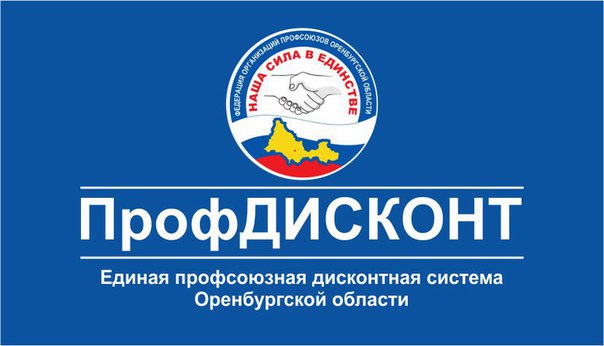 ФЕДЕРАЦИЯ ОРГАНИЗАЦИЙ ПРОФСОЮЗОВ ОРЕНБУРГСКОЙ ОБЛАСТИ
НАША СИЛА В ЕДИНСТВЕ
ПрофДИСКОНТ
Единая профсоюзная дисконтная система
Оренбургской области